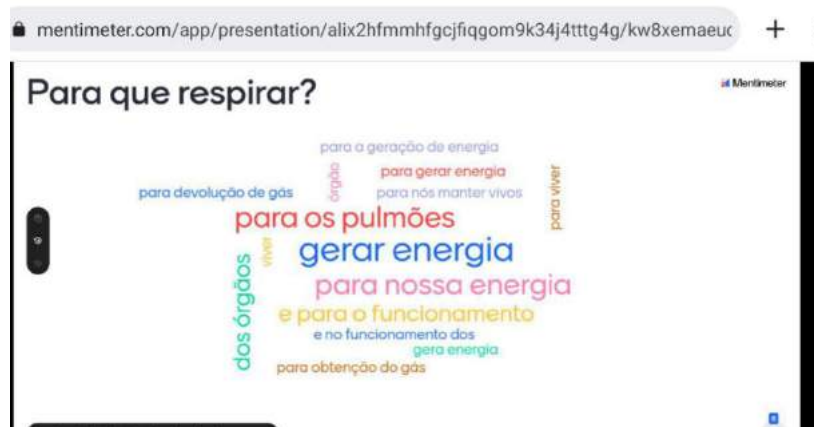 mentimeter.com/app/presentation/alix2hfmmhfgcjfiqgom9k34j4tttg4g/kw8xemaeuc
Para que respirar?
Mentimeter
para a geração de energia
órgão
para gerar energia
para viver
para devolução de gás
para nós manter vivos
para os pulmões
viver
gerar energia
dos órgãos
para nossa energia
e para o funcionamento
e no funcionamento dos
gera energia
para obtenção do gás